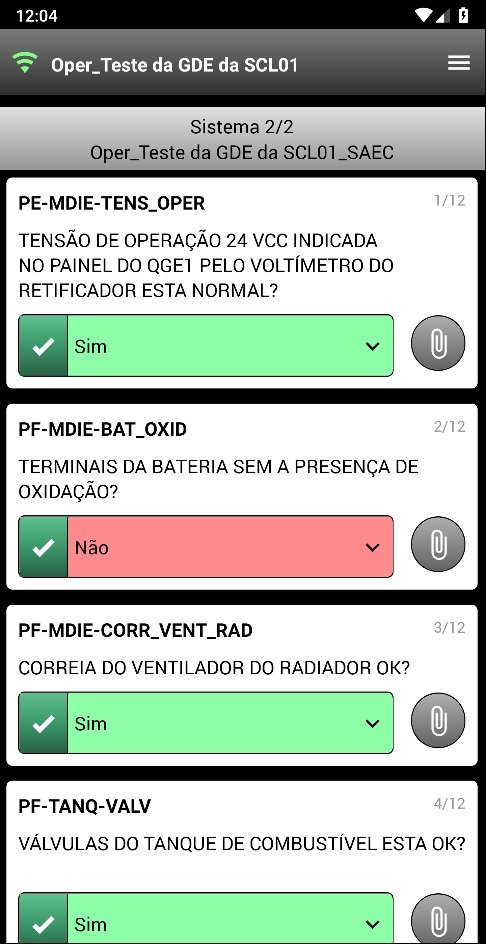 12:04
Oper_Teste da GDE da SCL01
Sistema 2/2
Oper_Teste da GDE da SCL01_SAEC
PE-MDIE-TENS_OPER
1/12
TENSÃO DE OPERAÇÃO 24 VCC INDICADA
NO PAINEL DO QGE1 PELO VOLTÍMETRO DO
RETIFICADOR ESTA NORMAL?
Sim
PF-MDIE-BAT_OXID
2/12
TERMINAIS DA BATERIA SEM A PRESENÇA DE
OXIDAÇÃO?
Não
PF-MDIE-CORR_VENT_RAD
3/12
CORREIA DO VENTILADOR DO RADIADOR OK?
Sim
PF-TANQ-VALV
4/12
VÁLVULAS DO TANQUE DE COMBUSTÍVEL ESTA OK?
Sim